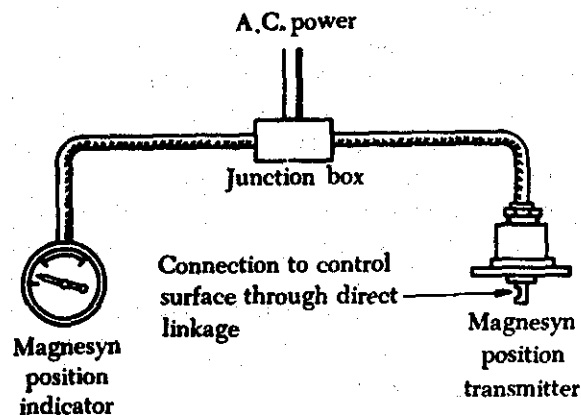 A.C. power
Junction box
Connection to control
surface through direct
linkage
Magnesyn
position
indicator
Magnesyn
position
transmitter